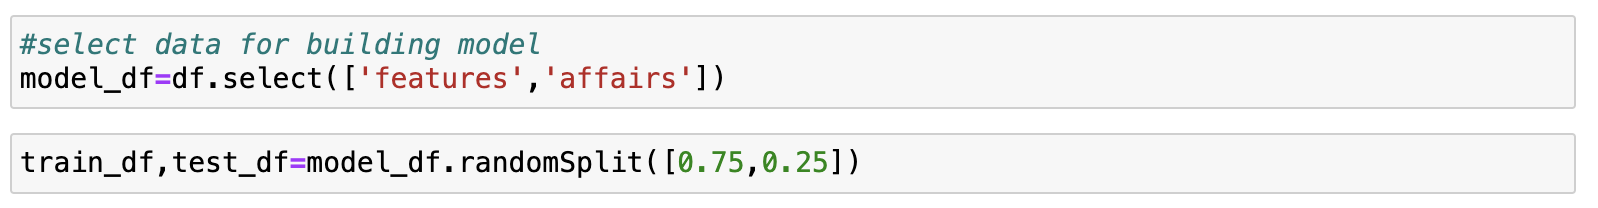 #select data for building model
model_df=df.select(['features','affairs'])
train_df,test_df=model_df.randomSplit([0.75,0.25])